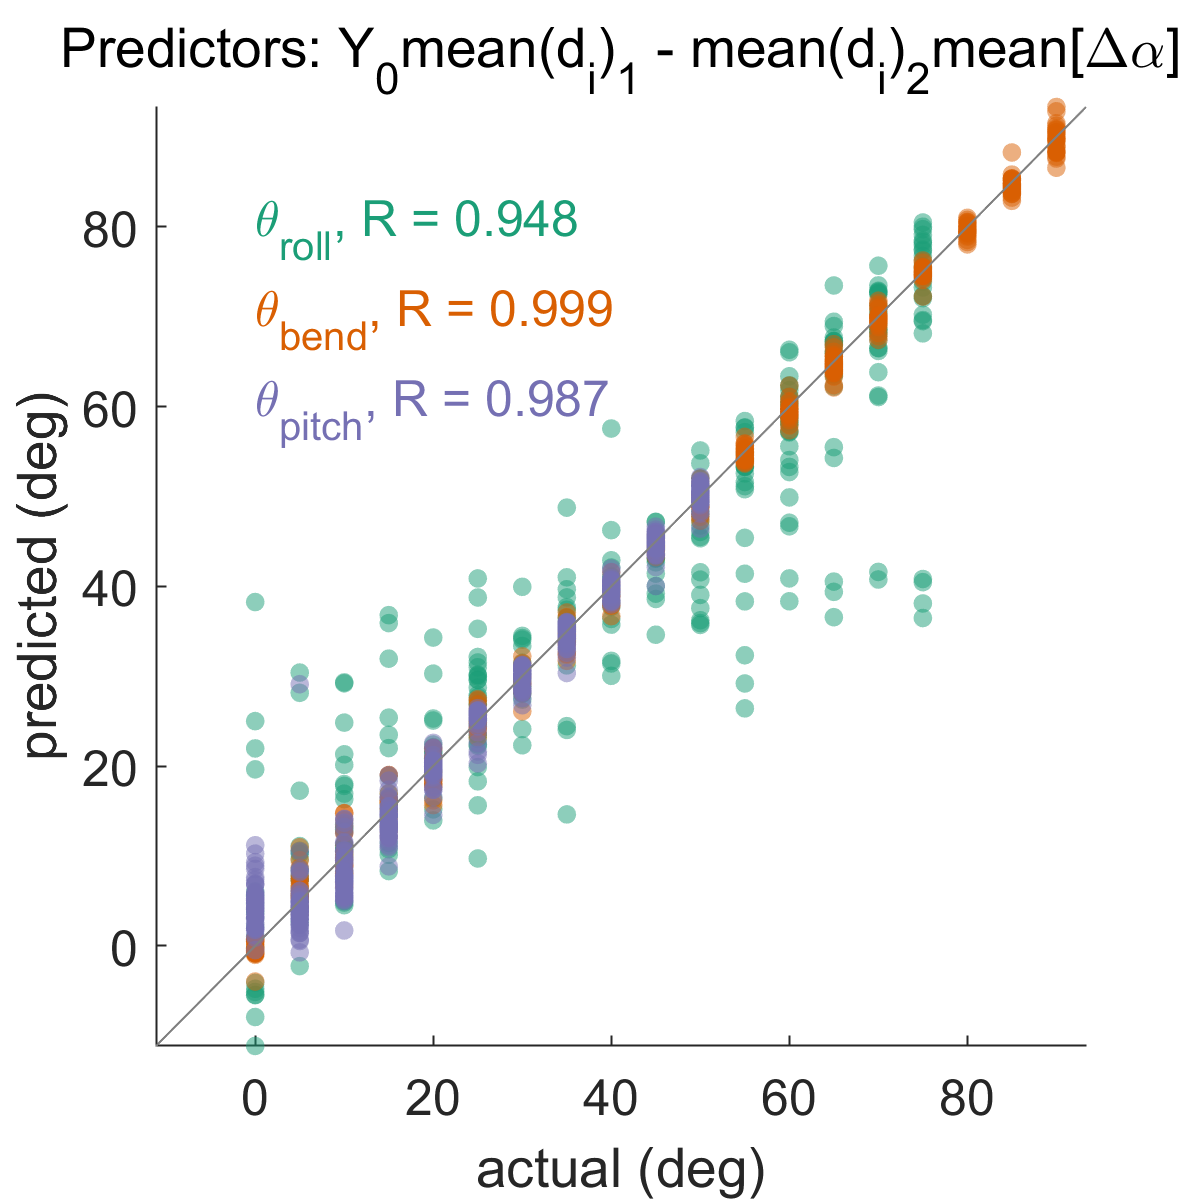 Predictors: Y0mean(di)1 - mean(di)2mean[Δα]
θroll, R = 0.948
θbend, R = 0.999
θpitch, R = 0.987
80
60
40
20
0
predicted (deg)
0 20 40 60 80
actual (deg)